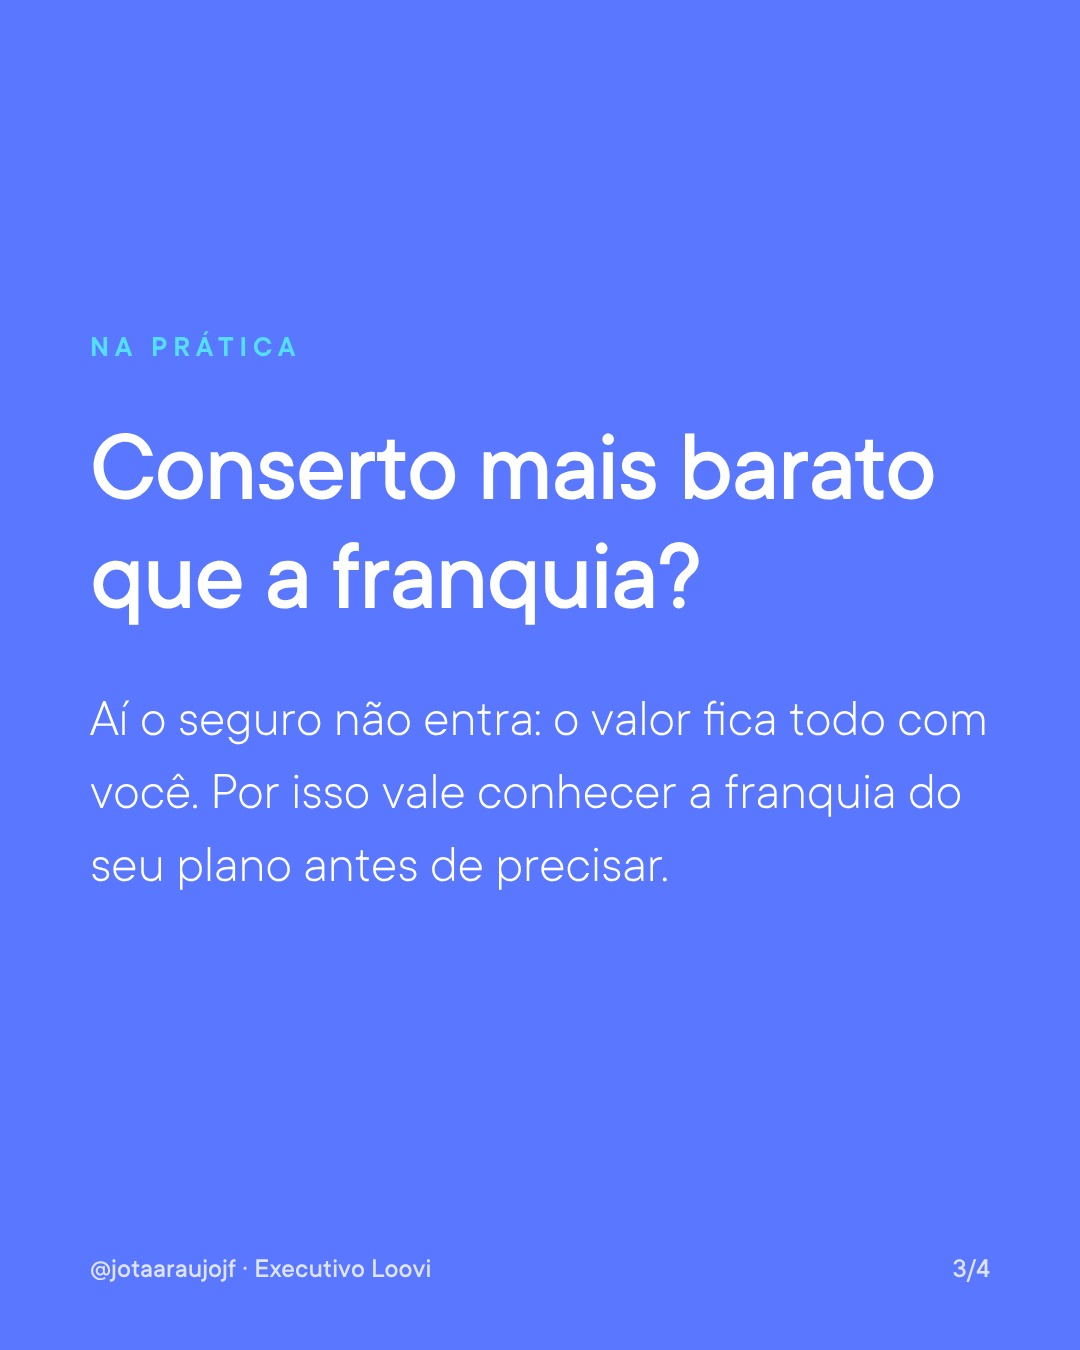 NA PRÁTICA
Conserto mais barato
que a franquia?
Aí o seguro não entra: o valor fica todo com
você. Por isso vale conhecer a franquia do
seu plano antes de precisar.
@jotaaraujojf · Executivo Loovi
3/4